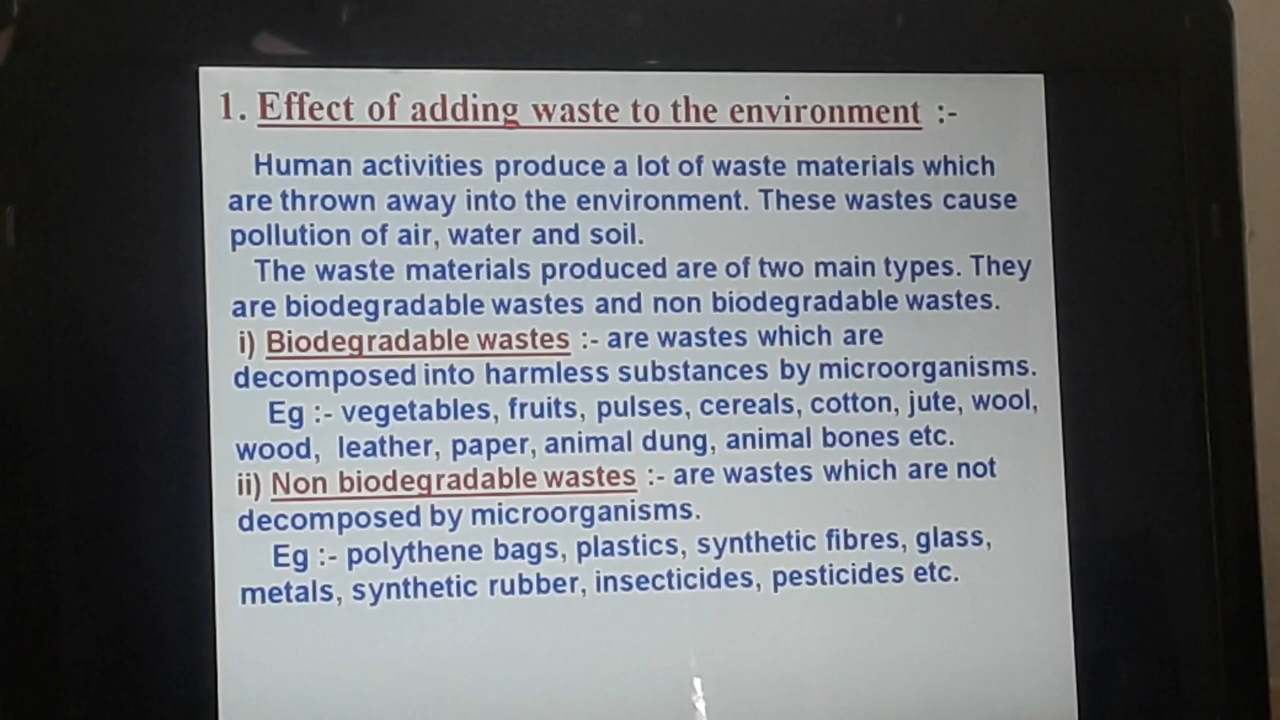 1. Effect of adding waste to the environment :-
Human activities produce a lot of waste materials which
are thrown away into the environment. These wastes cause
pollution of air, water and soil.
The waste materials produced are of two main types. They
are biodegradable wastes and non biodegradable wastes.
i) Biodegradable wastes :- are wastes which are
decomposed into harmless substances by microorganisms.
Eg :- vegetables, fruits, pulses, cereals, cotton, jute, wool,
wood, leather, paper, animal dung, animal bones etc.
ii) Non biodegradable wastes :- are wastes which are not
decomposed by microorganisms.
Eg :- polythene bags, plastics, synthetic fibres, glass,
metals, synthetic rubber, insecticides, pesticides etc.